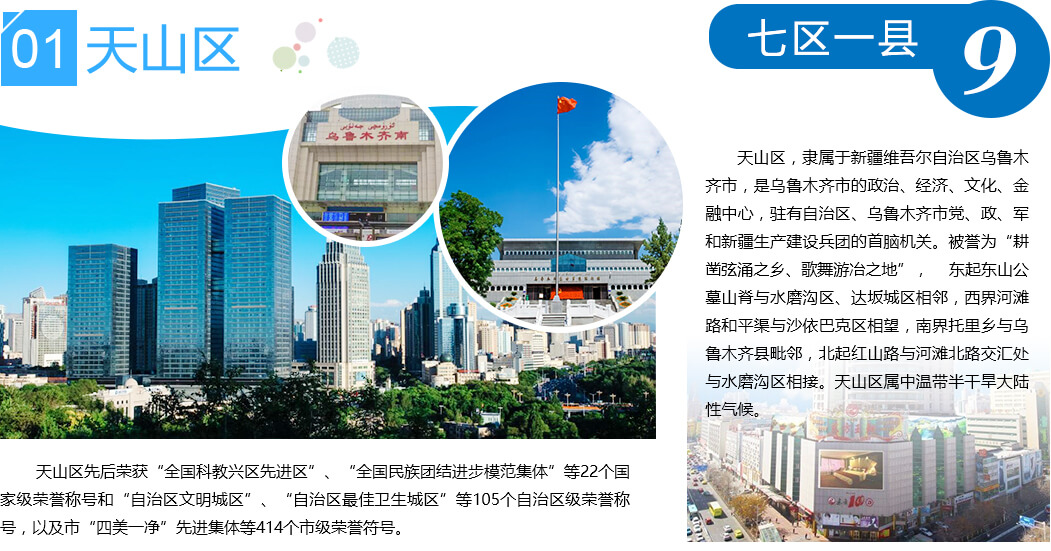 01 天山区
七区一县 9
ئۈرۈمچى جەنۇبىي
乌鲁木齐南
天山区，隶属于新疆维吾尔自治区乌鲁木
齐市，是乌鲁木齐市的政治、经济、文化、金
融中心，驻有自治区、乌鲁木齐市党、政、军
和新疆生产建设兵团的首脑机关。被誉为“耕
凿弦涌之乡、歌舞游冶之地”， 东起东山公
墓山脊与水磨沟区、达坂城区相邻，西界河滩
路和平渠与沙依巴克区相望，南界托里乡与乌
鲁木齐县毗邻，北起红山路与河滩北路交汇处
与水磨沟区相接。天山区属中温带半干旱大陆
性气候。
天山区先后荣获“全国科教兴区先进区”、“全国民族团结进步模范集体”等22个国
家级荣誉称号和“自治区文明城区”、“自治区最佳卫生城区”等105个自治区级荣誉称
号，以及市“四美一净”先进集体等414个市级荣誉符号。